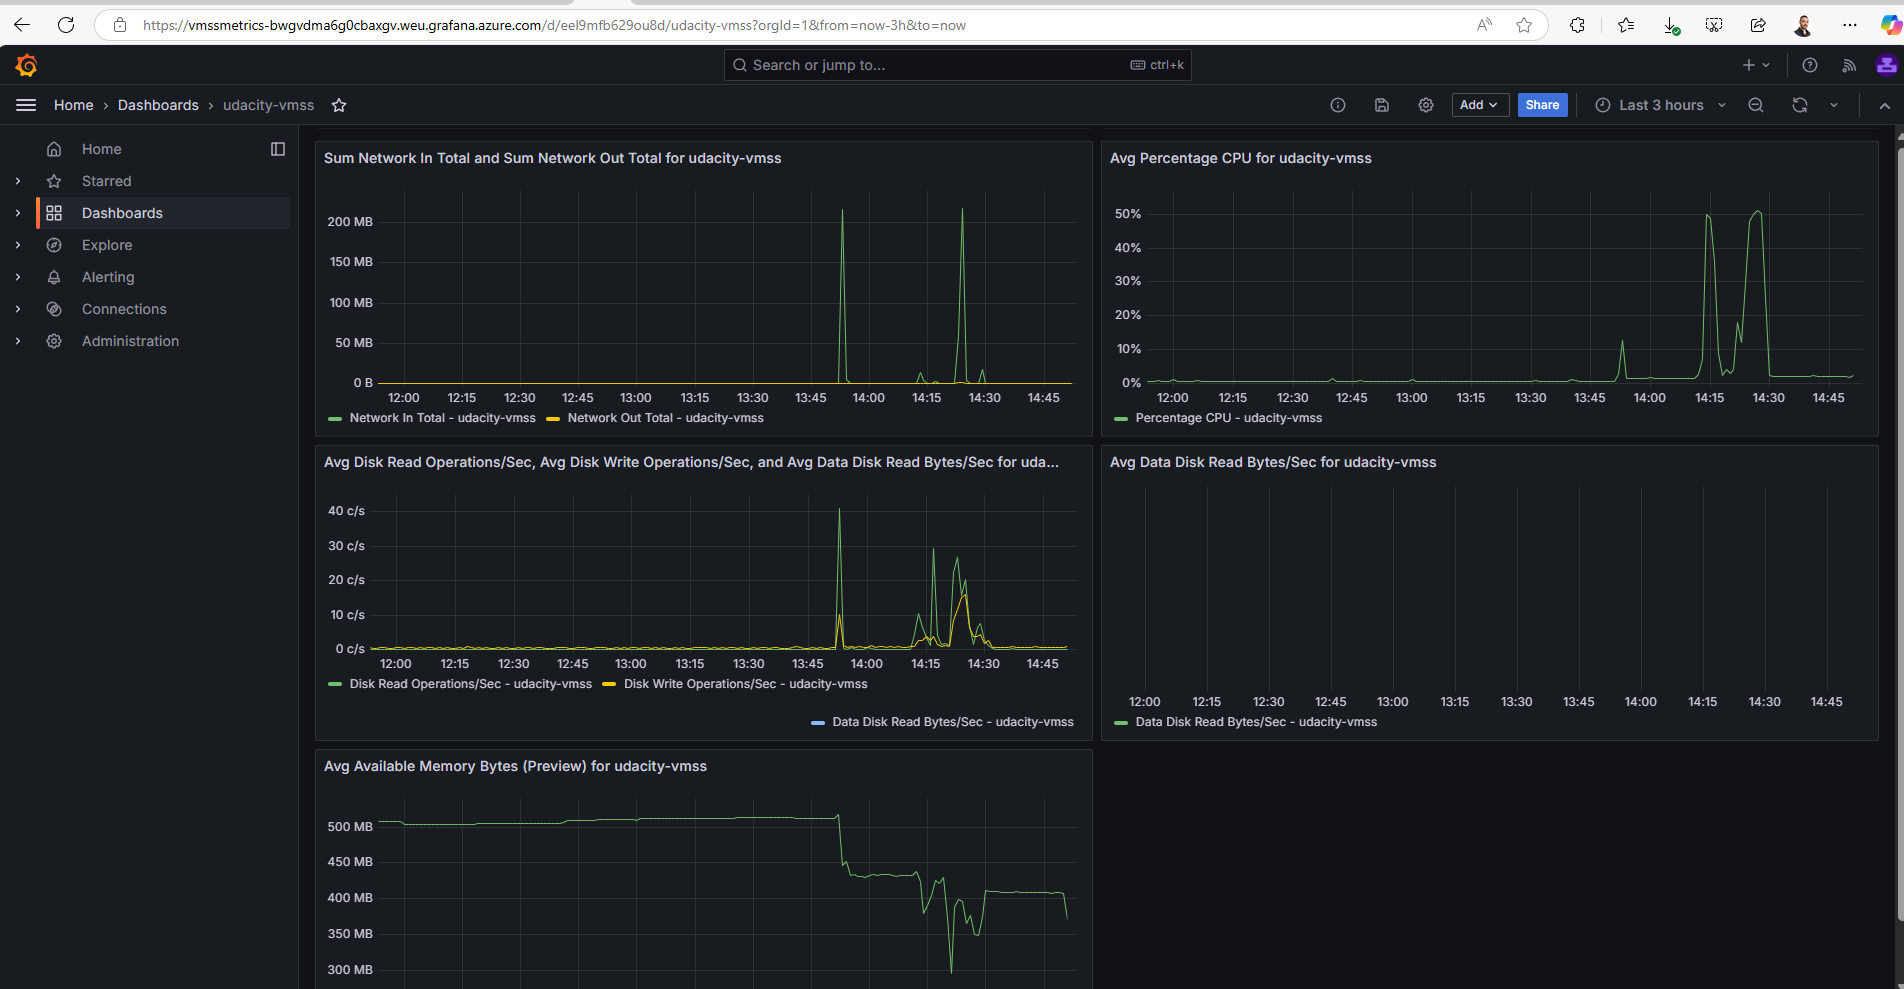 https://vmssmetrics-bwgvdma6g0cbaxgv.weu.grafana.azure.com/d/eel9mfb629ou8d/udacity-vmss?orgId=1&from=now-3h&to=now
Search or jump to...
ctrl+k
Home › Dashboards › udacity-vmss
Add
Share
Last 3 hours
Home
Starred
Dashboards
Explore
Alerting
Connections
Administration
Sum Network In Total and Sum Network Out Total for udacity-vmss
200 MB
150 MB
100 MB
50 MB
0 B
12:00 12:15 12:30 12:45 13:00 13:15 13:30 13:45 14:00 14:15 14:30 14:45
Network In Total - udacity-vmss Network Out Total - udacity-vmss
Avg Percentage CPU for udacity-vmss
50%
40%
30%
20%
10%
0%
12:00 12:15 12:30 12:45 13:00 13:15 13:30 13:45 14:00 14:15 14:30 14:45
Percentage CPU - udacity-vmss
Avg Disk Read Operations/Sec, Avg Disk Write Operations/Sec, and Avg Data Disk Read Bytes/Sec for uda...
40 c/s
30 c/s
20 c/s
10 c/s
0 c/s
12:00 12:15 12:30 12:45 13:00 13:15 13:30 13:45 14:00 14:15 14:30 14:45
Disk Read Operations/Sec - udacity-vmss Disk Write Operations/Sec - udacity-vmss
Data Disk Read Bytes/Sec - udacity-vmss
Avg Data Disk Read Bytes/Sec for udacity-vmss
12:00 12:15 12:30 12:45 13:00 13:15 13:30 13:45 14:00 14:15 14:30 14:45
Data Disk Read Bytes/Sec - udacity-vmss
Avg Available Memory Bytes (Preview) for udacity-vmss
500 MB
450 MB
400 MB
350 MB
300 MB